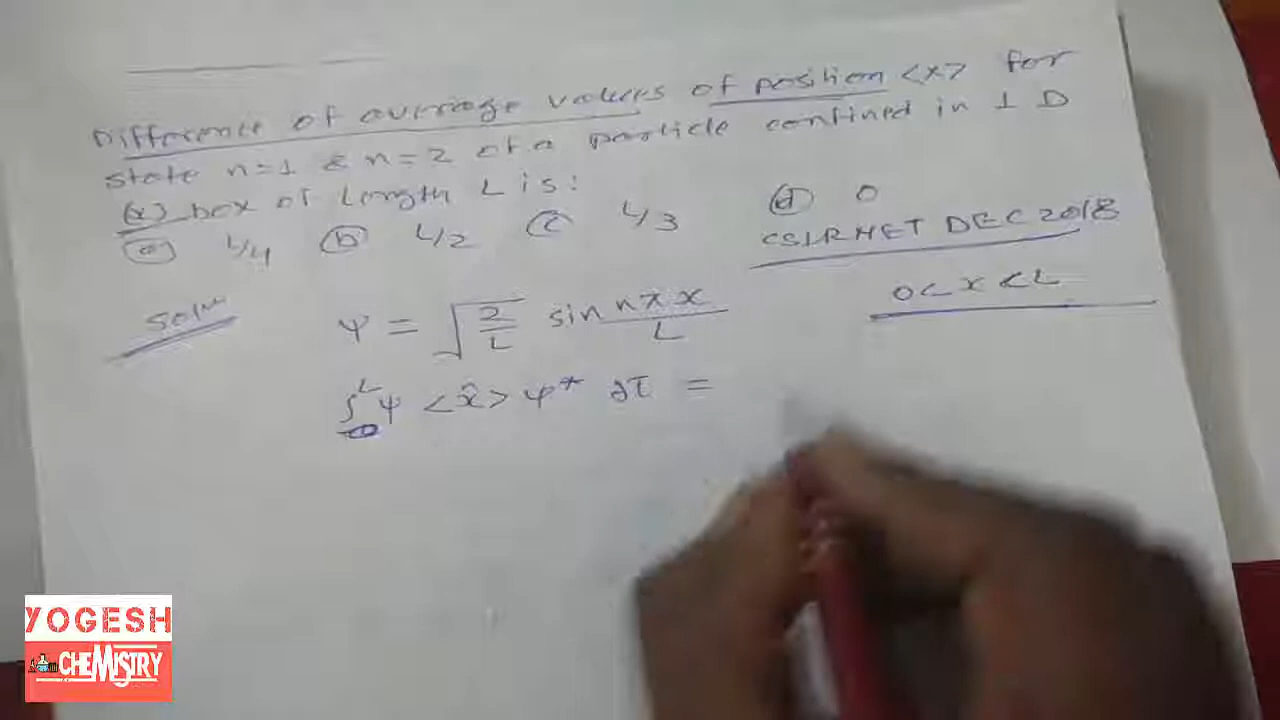 Difference of average values of position <x> for
state n=1 & n=2 of a particle confined in 1 D
(x) box of Length L is:
(a) L/4 (b) L/2 (c) L/3 (d) 0
CSIR NET DEC 2018
Solⁿ
ψ = √2/L sin nπx/L
0 < x < L
∫₀ᴸ ψ <x̂> ψ* ∂τ =
YOGESH
CHEMISTRY